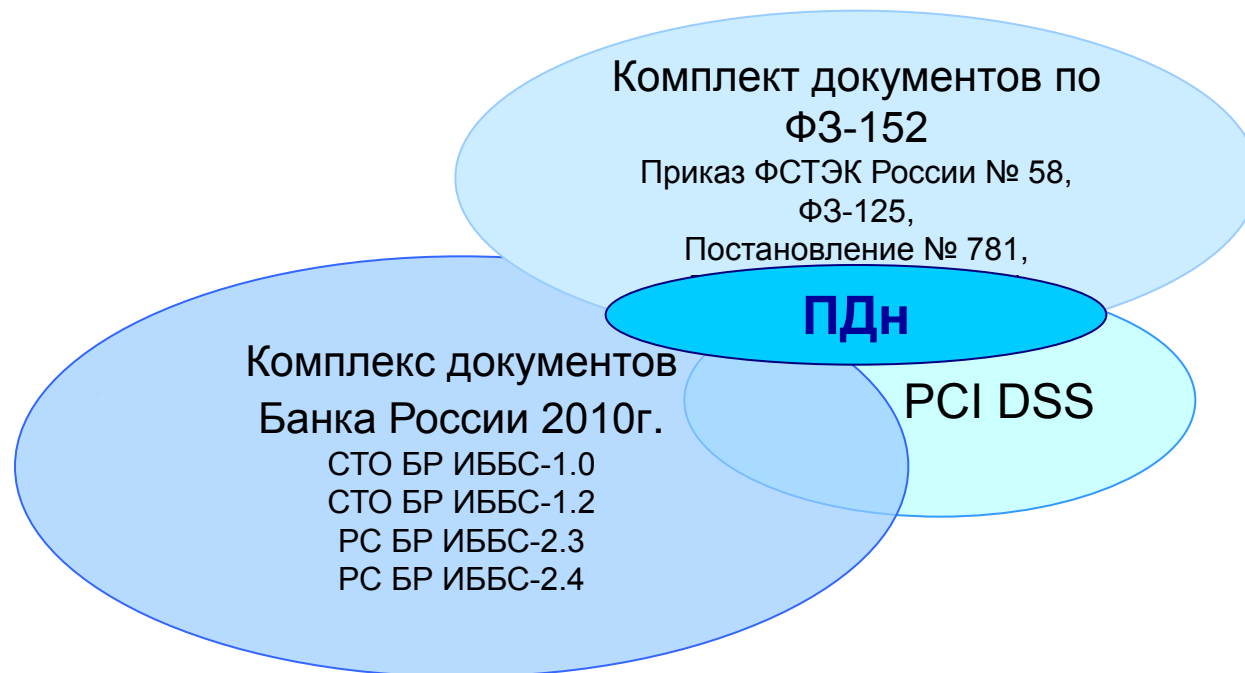 Комплект документов по
ФЗ-152
Приказ ФСТЭК России № 58,
ФЗ-125,
Постановление № 781,
ПДн
Комплекс документов
Банка России 2010г.
СТО БР ИББС-1.0
СТО БР ИББС-1.2
РС БР ИББС-2.3
РС БР ИББС-2.4
PCI DSS